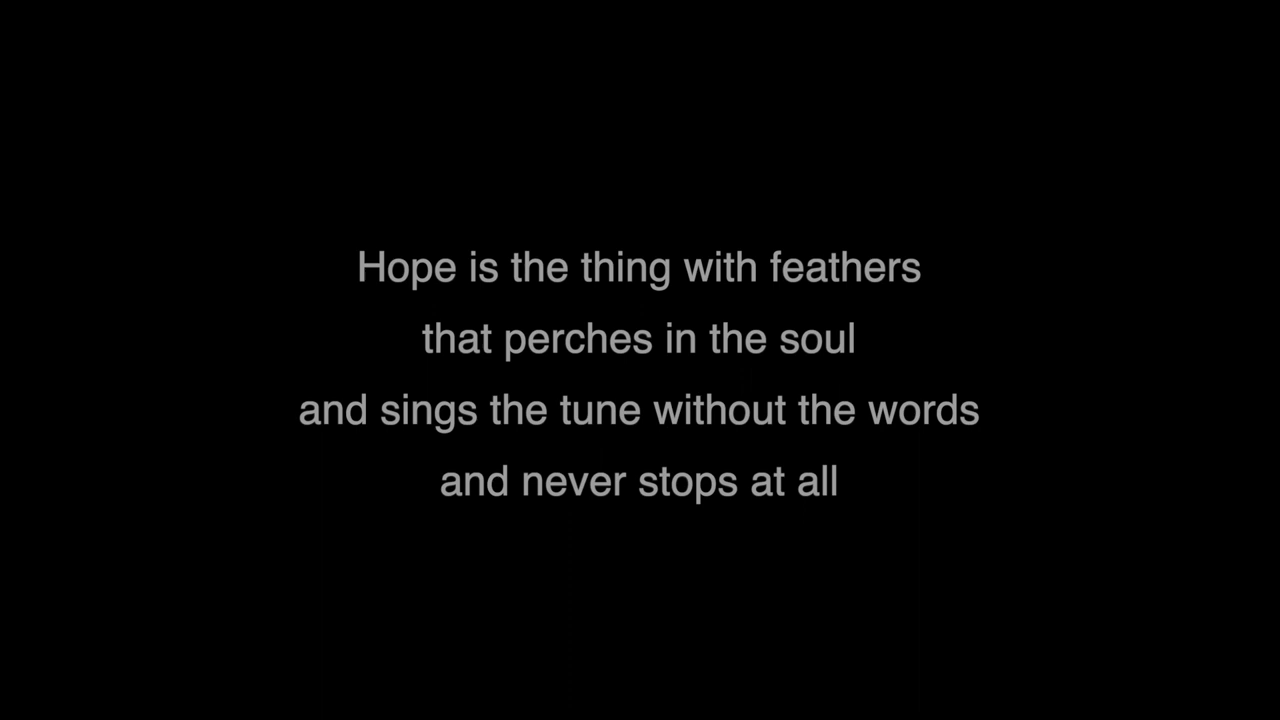 Hope is the thing with feathers
that perches in the soul
and sings the tune without the words
and never stops at all